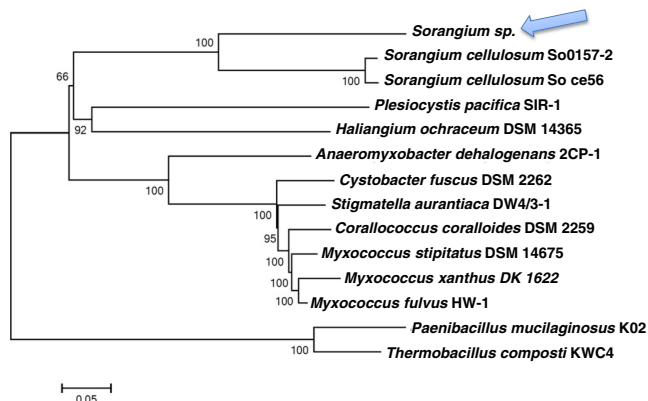 100
Sorangium sp.
Sorangium cellulosum So0157-2
100
Sorangium cellulosum So ce56
66
Plesiocystis pacifica SIR-1
92
Haliangium ochraceum DSM 14365
Anaeromyxobacter dehalogenans 2CP-1
100
Cystobacter fuscus DSM 2262
100
Stigmatella aurantiaca DW4/3-1
95
Corallococcus coralloides DSM 2259
100
Myxococcus stipitatus DSM 14675
100
Myxococcus xanthus DK 1622
100
Myxococcus fulvus HW-1
Paenibacillus mucilaginosus K02
100
Thermobacillus composti KWC4
0.05